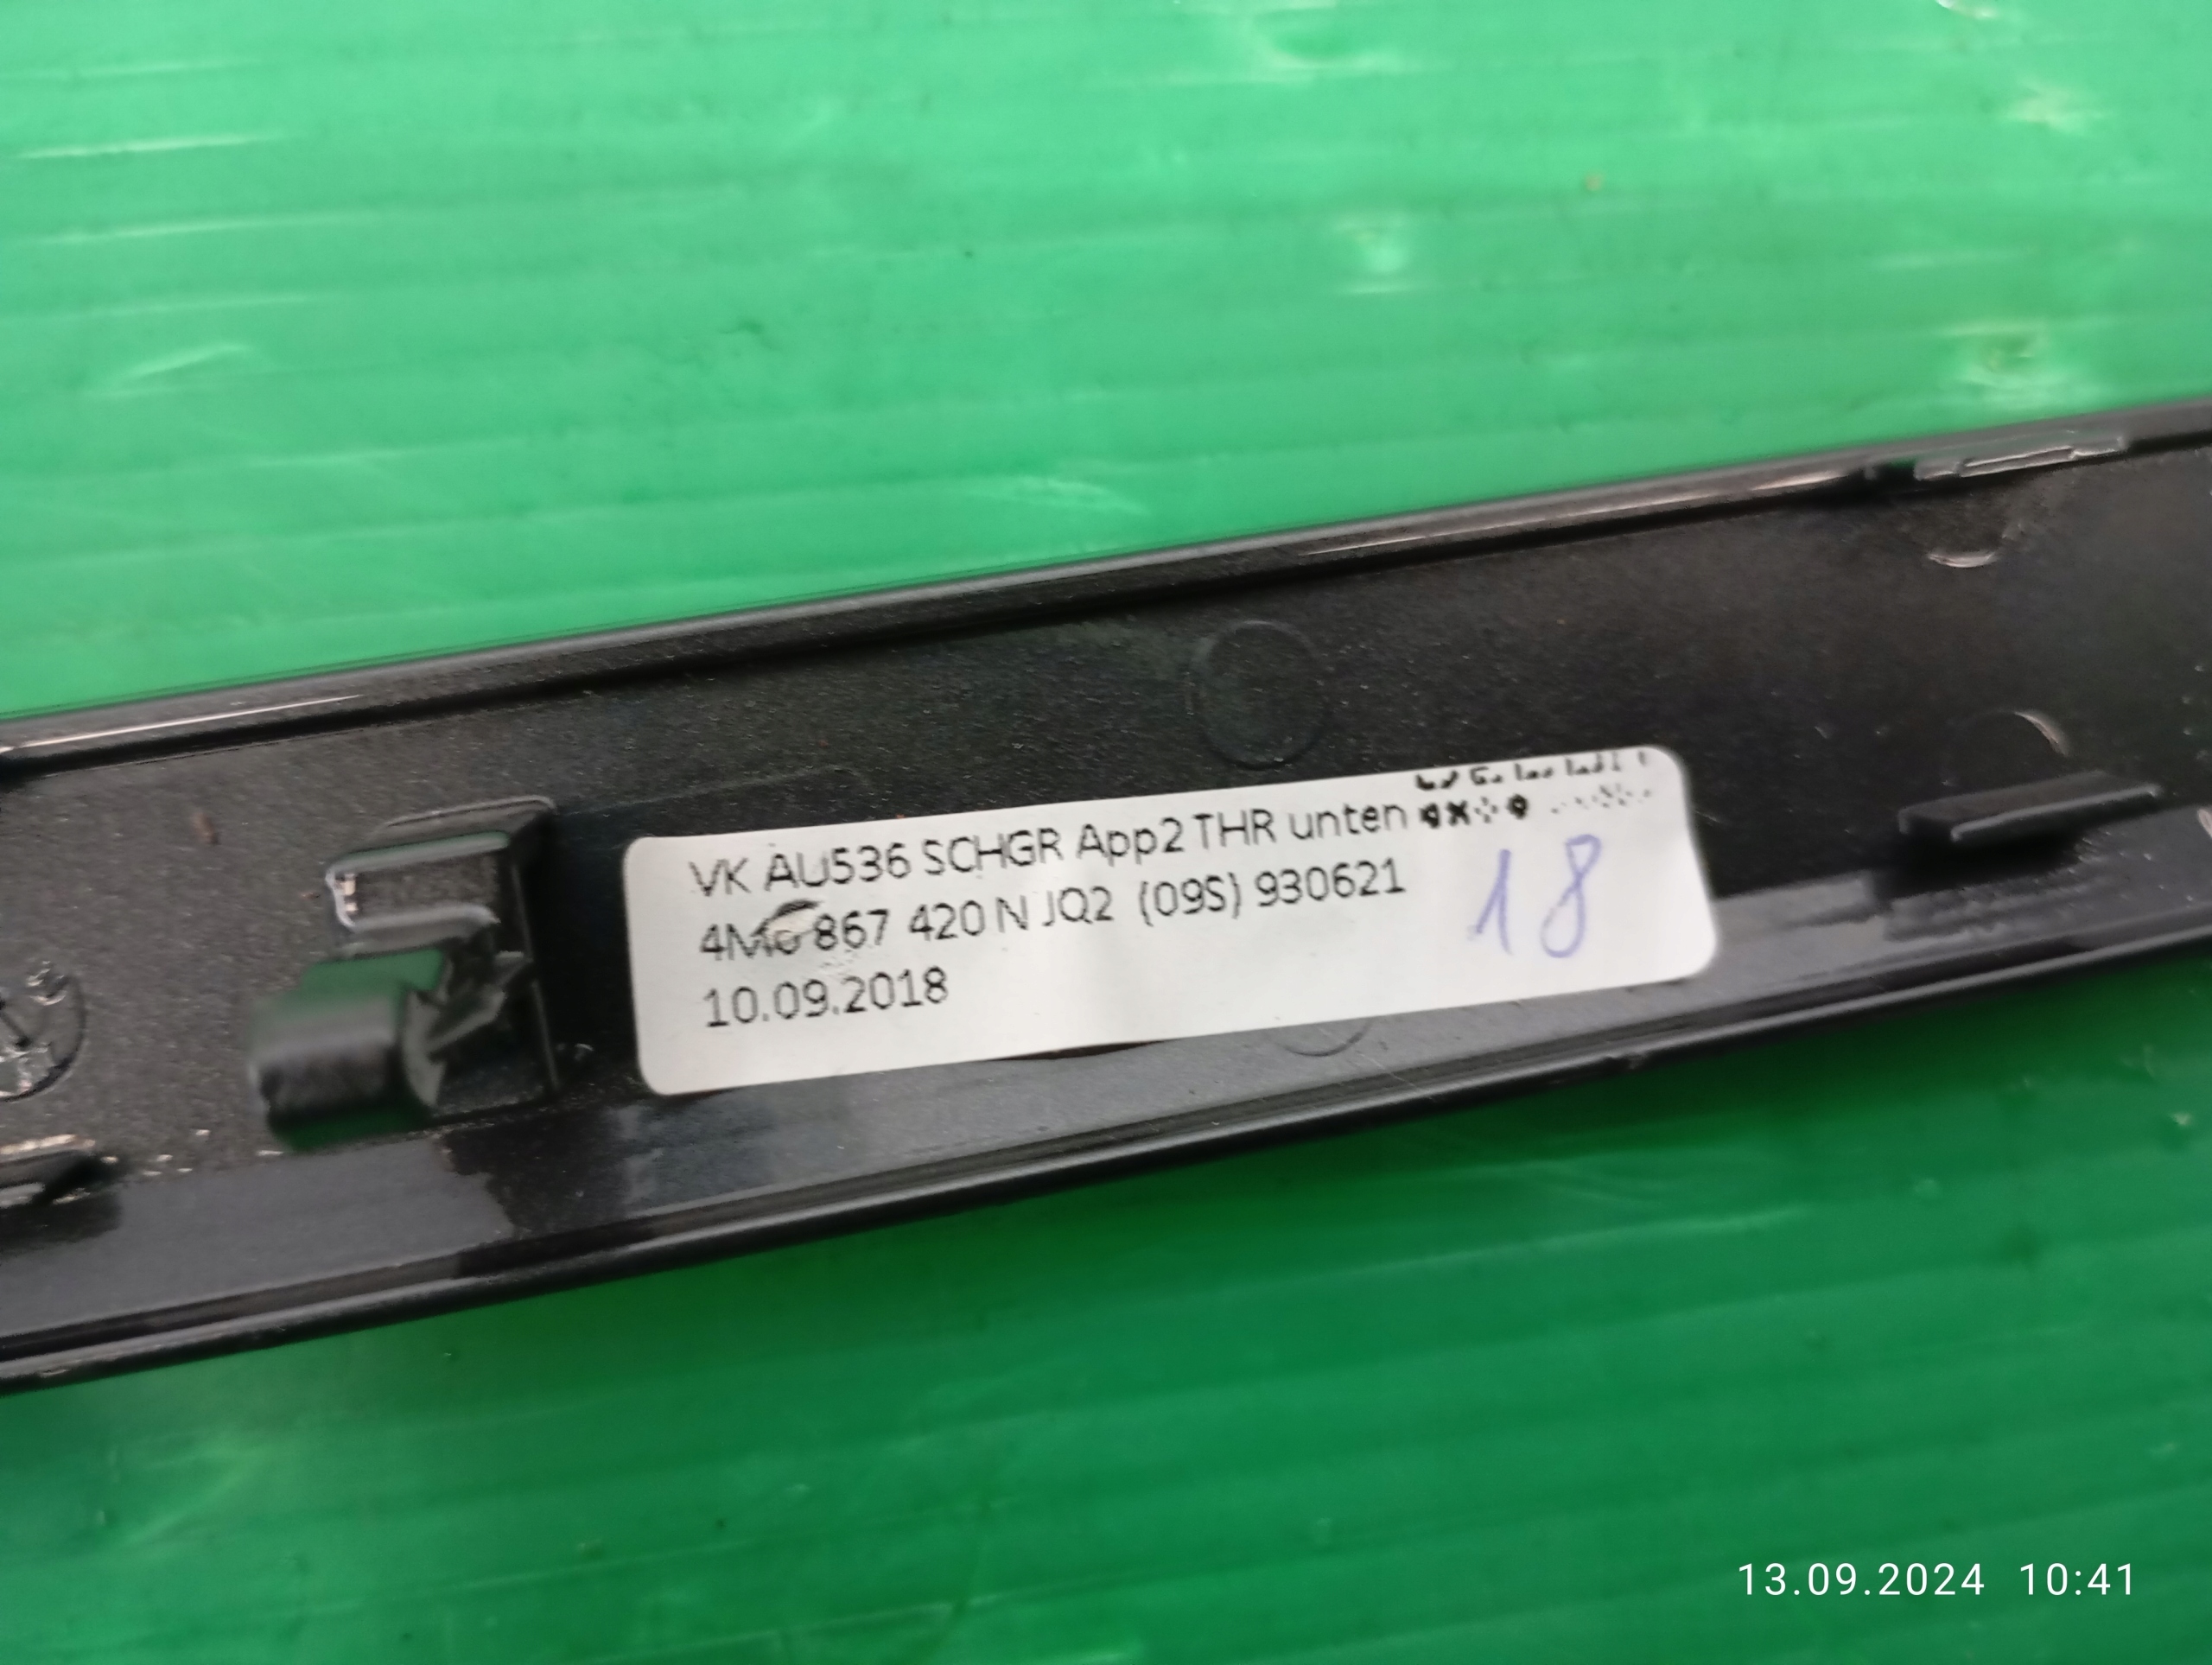 VK AU536 SCHGR App2 THR unten
867 420 N JQ2 (09S) 930621
10.09.2018
18
13.09.2024 10:41